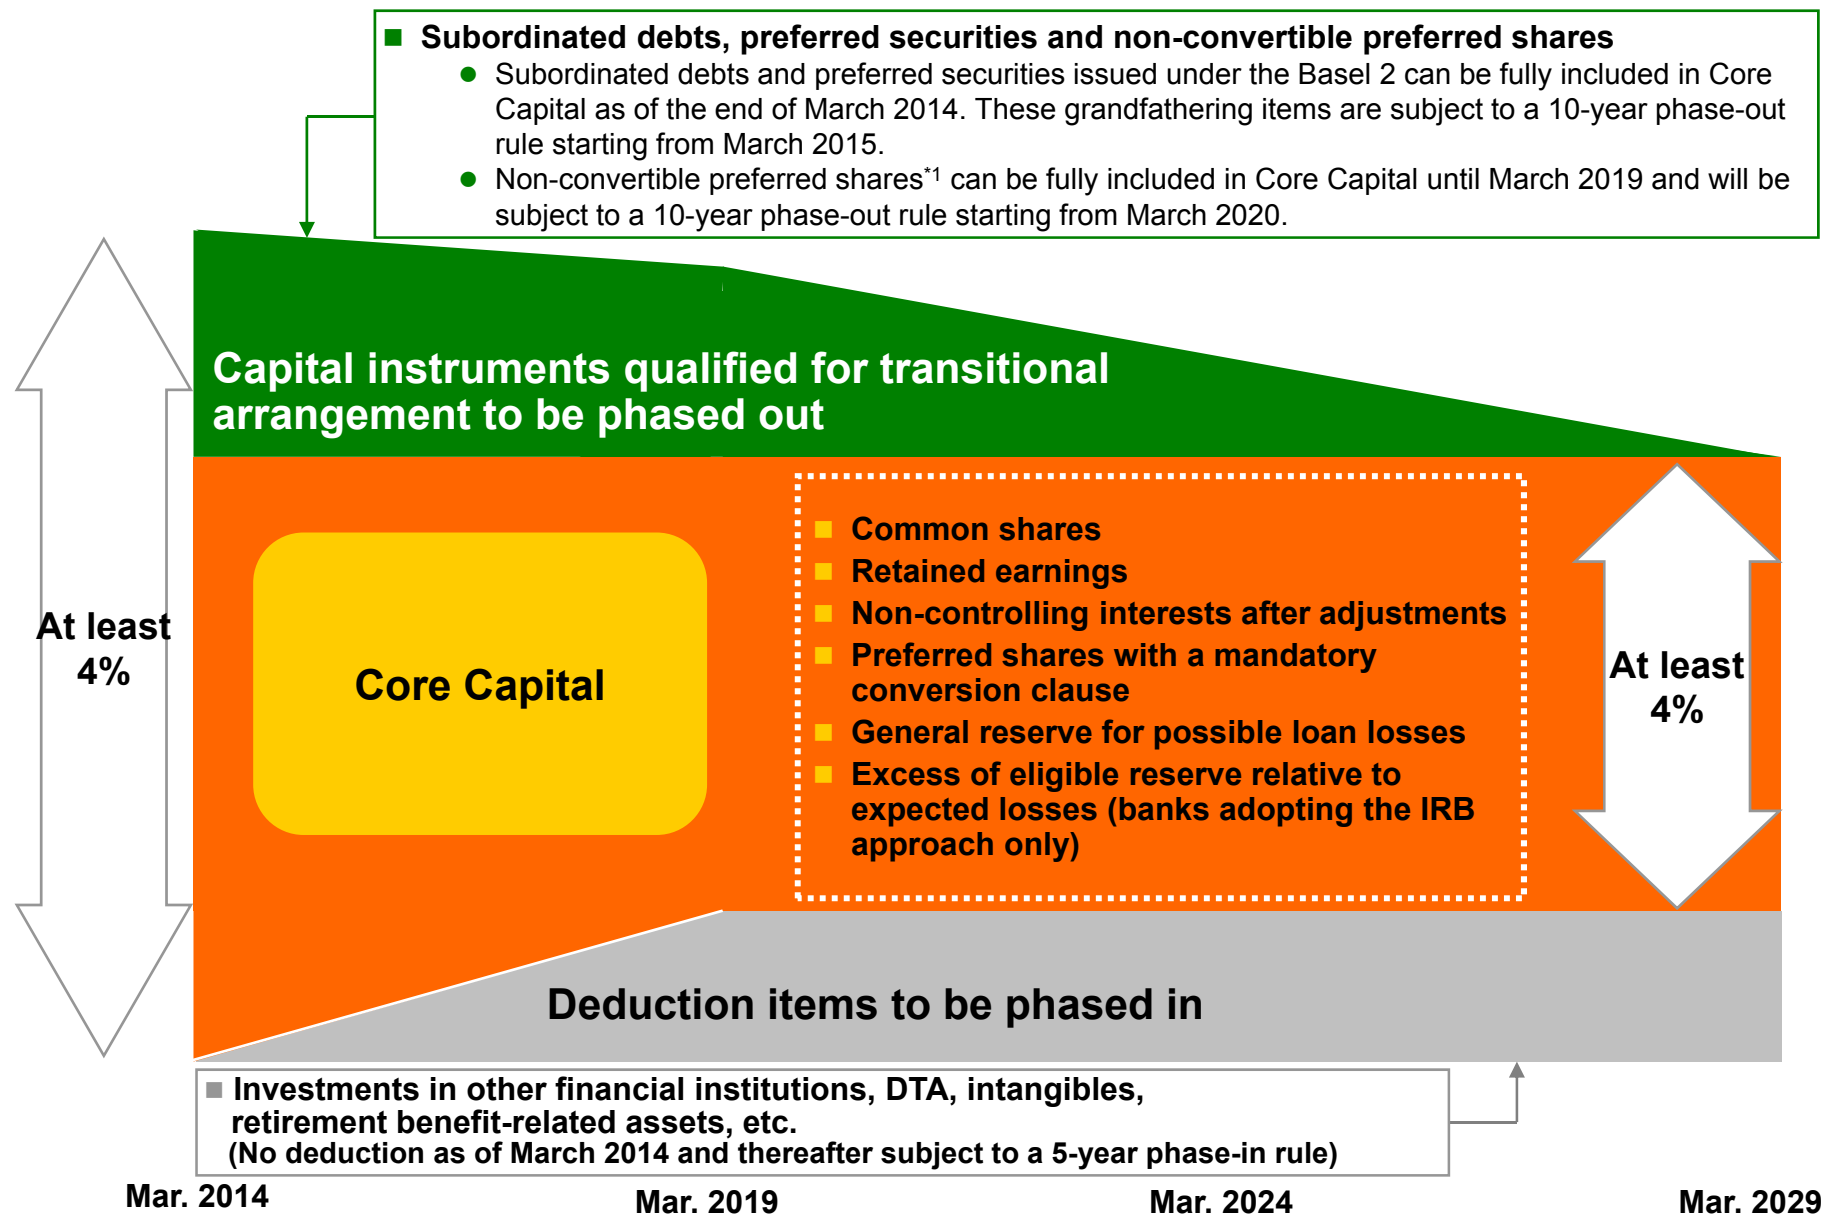 Subordinated debts, preferred securities and non-convertible preferred shares
Subordinated debts and preferred securities issued under the Basel 2 can be fully included in Core
Capital as of the end of March 2014. These grandfathering items are subject to a 10-year phase-out
rule starting from March 2015.
Non-convertible preferred shares*1 can be fully included in Core Capital until March 2019 and will be
subject to a 10-year phase-out rule starting from March 2020.
Capital instruments qualified for transitional
arrangement to be phased out
At least
4%
Core Capital
Common shares
Retained earnings
Non-controlling interests after adjustments
Preferred shares with a mandatory
conversion clause
General reserve for possible loan losses
Excess of eligible reserve relative to
expected losses (banks adopting the IRB
approach only)
At least
4%
Deduction items to be phased in
Investments in other financial institutions, DTA, intangibles,
retirement benefit-related assets, etc.
(No deduction as of March 2014 and thereafter subject to a 5-year phase-in rule)
Mar. 2014
Mar. 2019
Mar. 2024
Mar. 2029